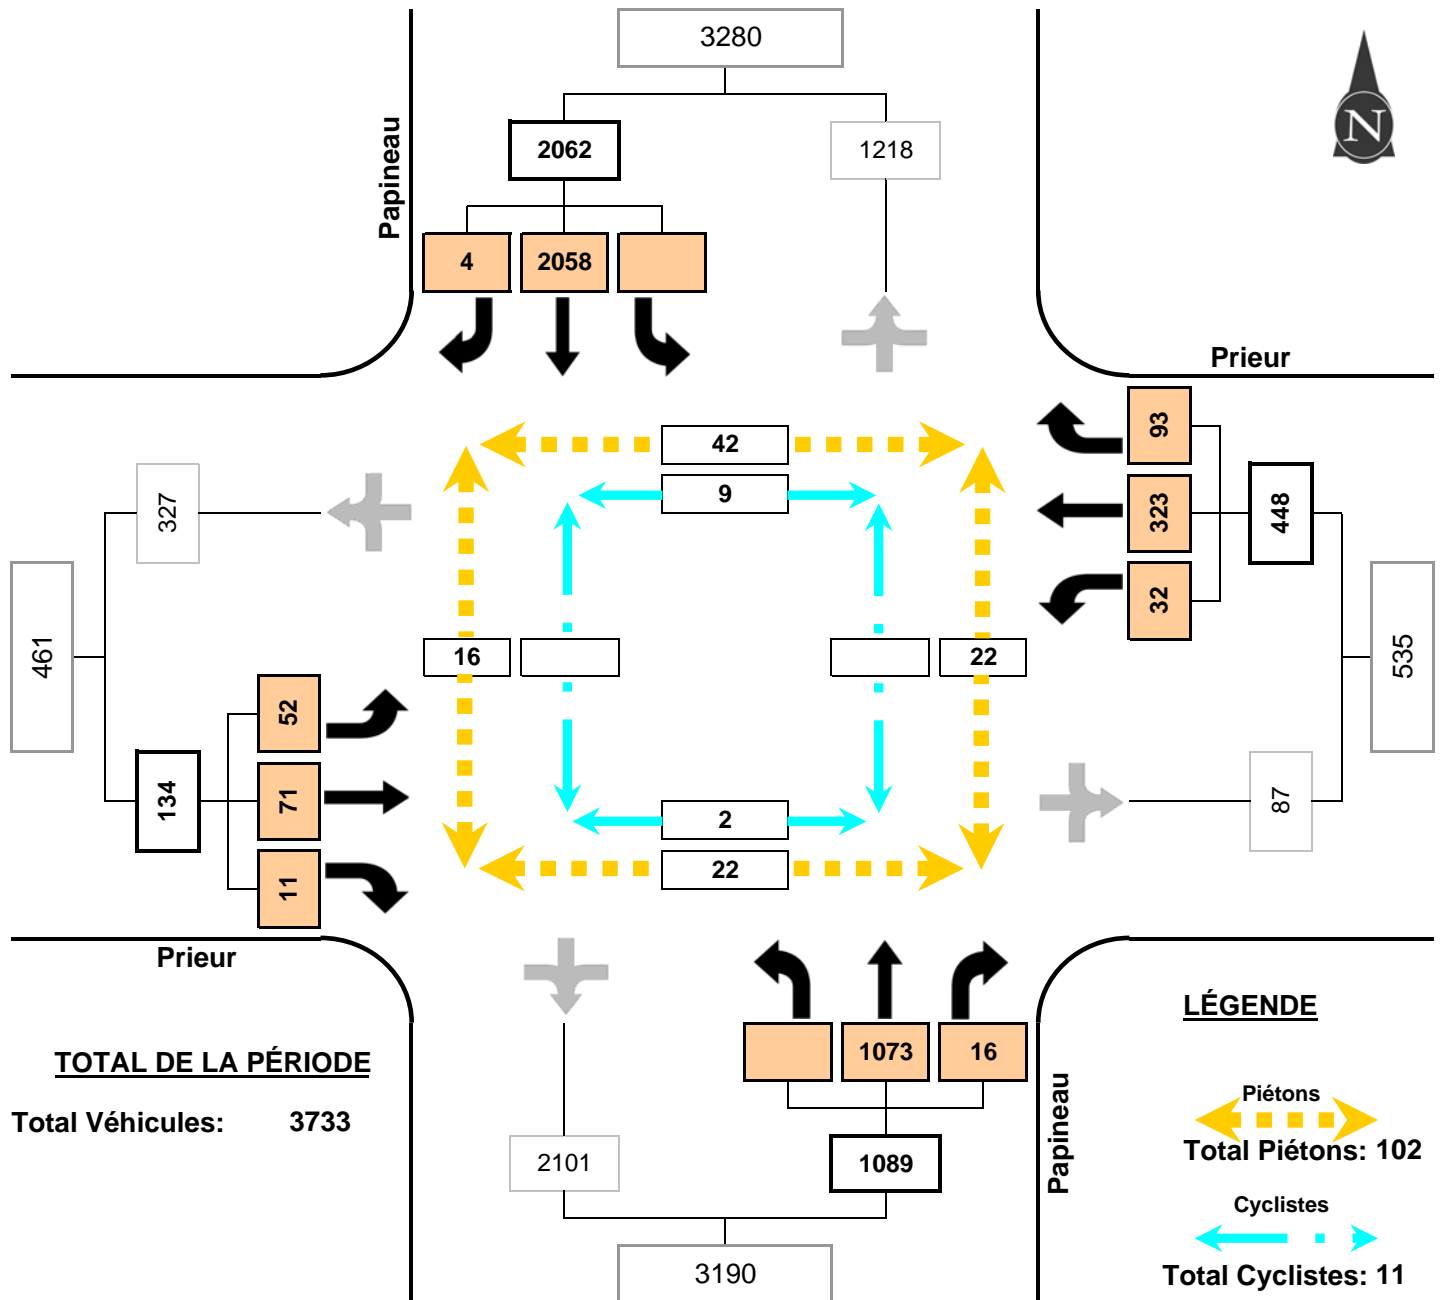 3280
N
Papineau
2062
1218
4 2058
Prieur
93
42
9
327
323
448
32
461
16
22
535
52
134
71
87
2
11
22
Prieur
LÉGENDE
TOTAL DE LA PÉRIODE
1073 16
Piétons
Total Véhicules: 3733
Papineau
Total Piétons: 102
2101
1089
Cyclistes
3190
Total Cyclistes: 11